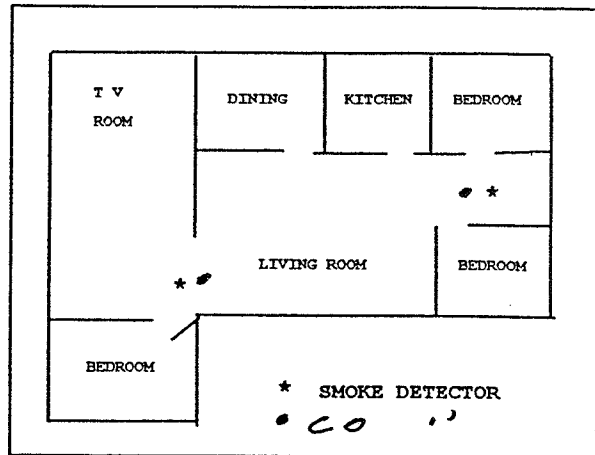 T V
ROOM
DINING
KITCHEN
BEDROOM
LIVING ROOM
BEDROOM
BEDROOM
* SMOKE DETECTOR
• CO "